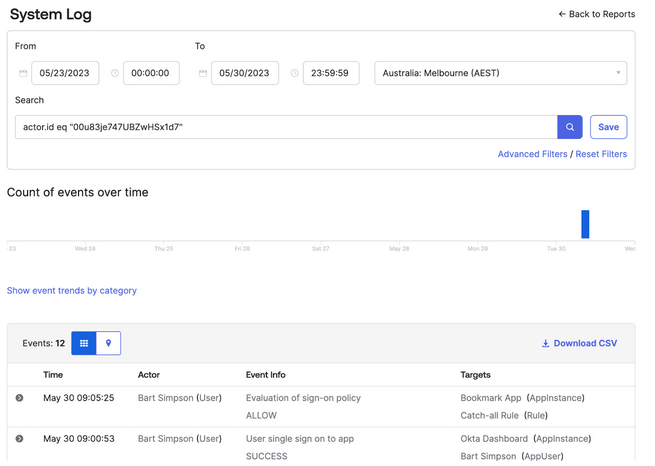 System Log
← Back to Reports
From
To
05/23/2023
00:00:00
05/30/2023
23:59:59
Australia: Melbourne (AEST)
Search
actor.id eq "00u83je747UBZwHSx1d7"
Save
Advanced Filters / Reset Filters
Count of events over time
23 Wed 24 Thu 25 Fri 26 Sat 27 May 28 Mon 29 Tue 30 Wed
Show event trends by category
Events: 12
Download CSV
Time Actor Event Info Targets
May 30 09:05:25 Bart Simpson (User) Evaluation of sign-on policy Bookmark App (AppInstance)
ALLOW Catch-all Rule (Rule)
May 30 09:00:53 Bart Simpson (User) User single sign on to app Okta Dashboard (AppInstance)
SUCCESS Bart Simpson (AppUser)